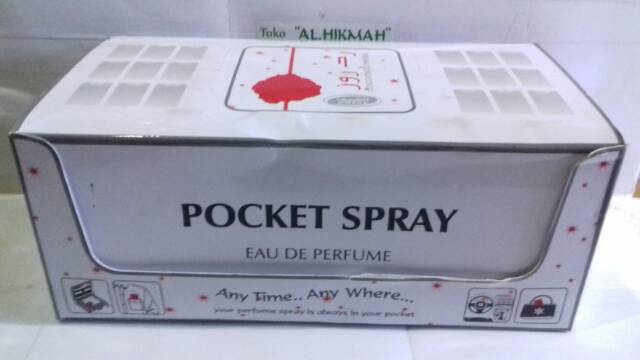 Toko "AL.HIKMAH"
POCKET SPRAY
EAU DE PERFUME
Any Time.. Any Where...
your perfume spray is always in your pocket